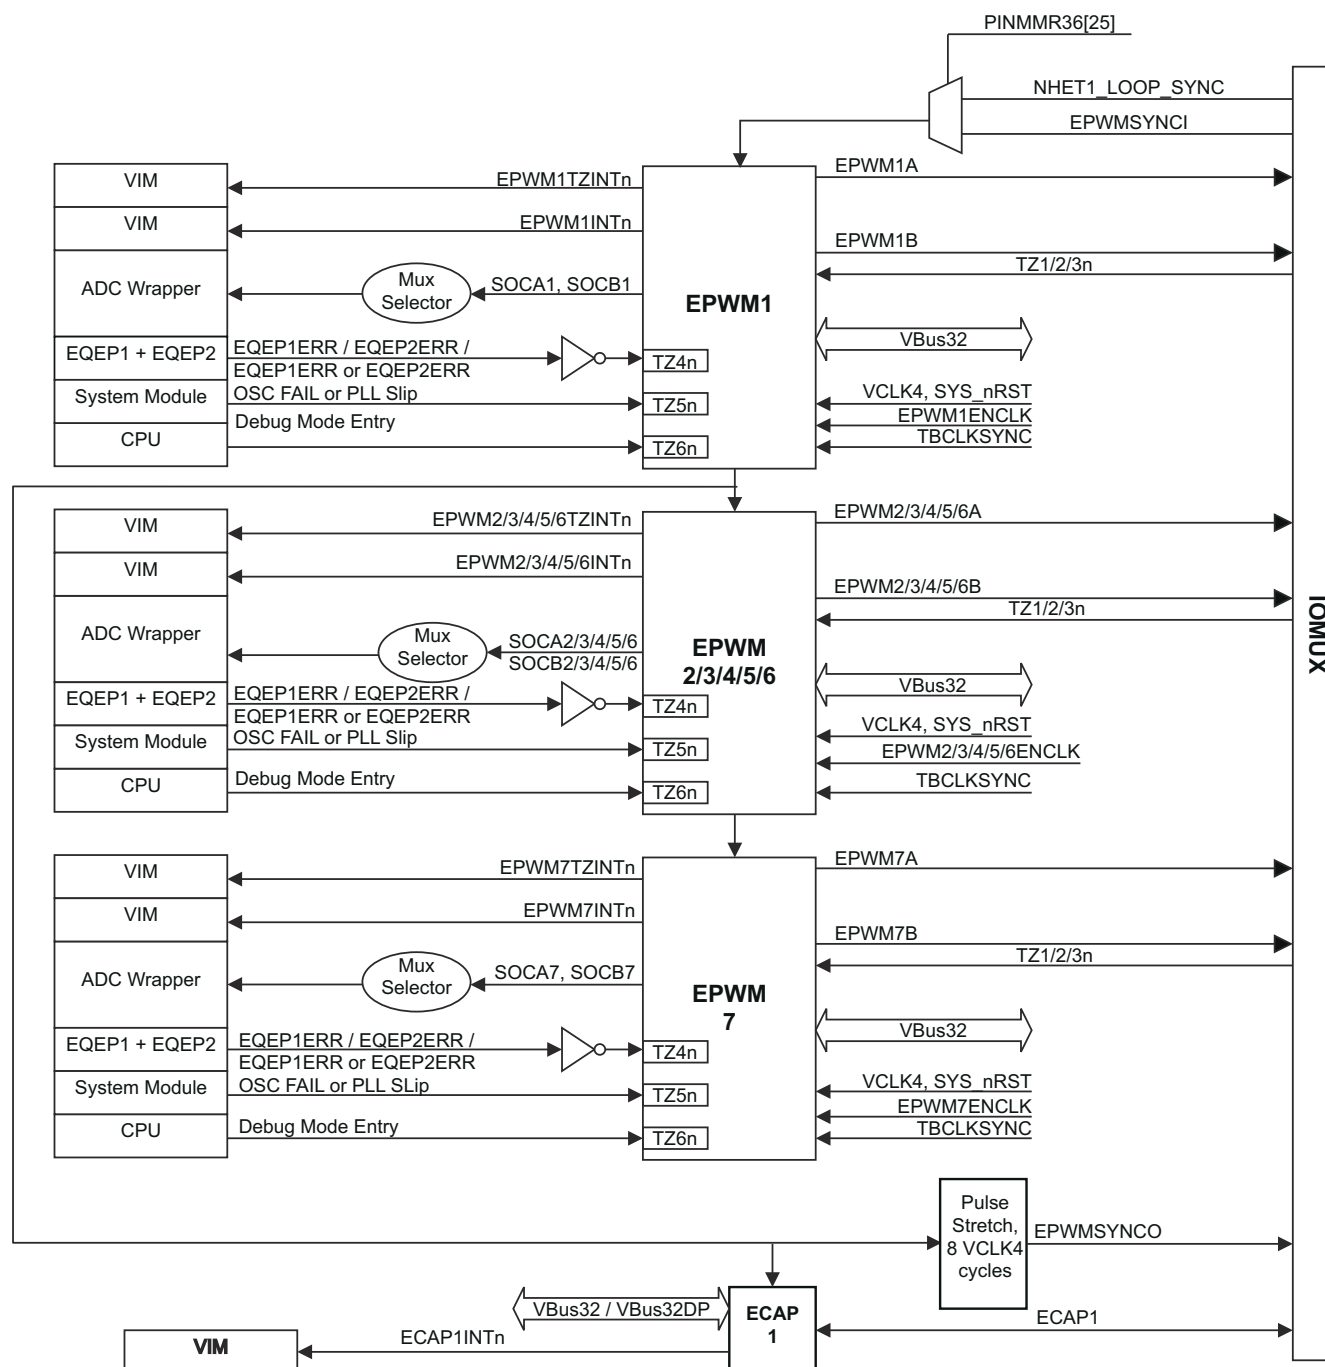 PINMMR36[25]
NHET1_LOOP_SYNC
EPWMSYNCI
VIM
EPWM1TZINTn
EPWM1A
VIM
EPWM1INTn
EPWM1B
TZ1/2/3n
ADC Wrapper
Mux
Selector
SOCA1, SOCB1
EPWM1
VBus32
EQEP1 + EQEP2
EQEP1ERR / EQEP2ERR /
EQEP1ERR or EQEP2ERR
TZ4n
System Module
OSC FAIL or PLL Slip
TZ5n
VCLK4, SYS_nRST
EPWM1ENCLK
TBCLKSYNC
CPU
Debug Mode Entry
TZ6n
VIM
EPWM2/3/4/5/6TZINTn
EPWM2/3/4/5/6A
VIM
EPWM2/3/4/5/6INTn
EPWM2/3/4/5/6B
TZ1/2/3n
IOMUX
ADC Wrapper
Mux
Selector
SOCA2/3/4/5/6
SOCB2/3/4/5/6
EPWM
2/3/4/5/6
VBus32
EQEP1 + EQEP2
EQEP1ERR / EQEP2ERR /
EQEP1ERR or EQEP2ERR
TZ4n
System Module
OSC FAIL or PLL Slip
TZ5n
VCLK4, SYS_nRST
EPWM2/3/4/5/6ENCLK
TBCLKSYNC
CPU
Debug Mode Entry
TZ6n
VIM
EPWM7TZINTn
EPWM7A
VIM
EPWM7INTn
EPWM7B
TZ1/2/3n
ADC Wrapper
Mux
Selector
SOCA7, SOCB7
EPWM
7
VBus32
EQEP1 + EQEP2
EQEP1ERR / EQEP2ERR /
EQEP1ERR or EQEP2ERR
TZ4n
System Module
OSC FAIL or PLL SLip
TZ5n
VCLK4, SYS_nRST
EPWM7ENCLK
TBCLKSYNC
CPU
Debug Mode Entry
TZ6n
Pulse
Stretch,
8 VCLK4
cycles
EPWMSYNCO
VBus32 / VBus32DP
ECAP
1
ECAP1
VIM
ECAP1INTn